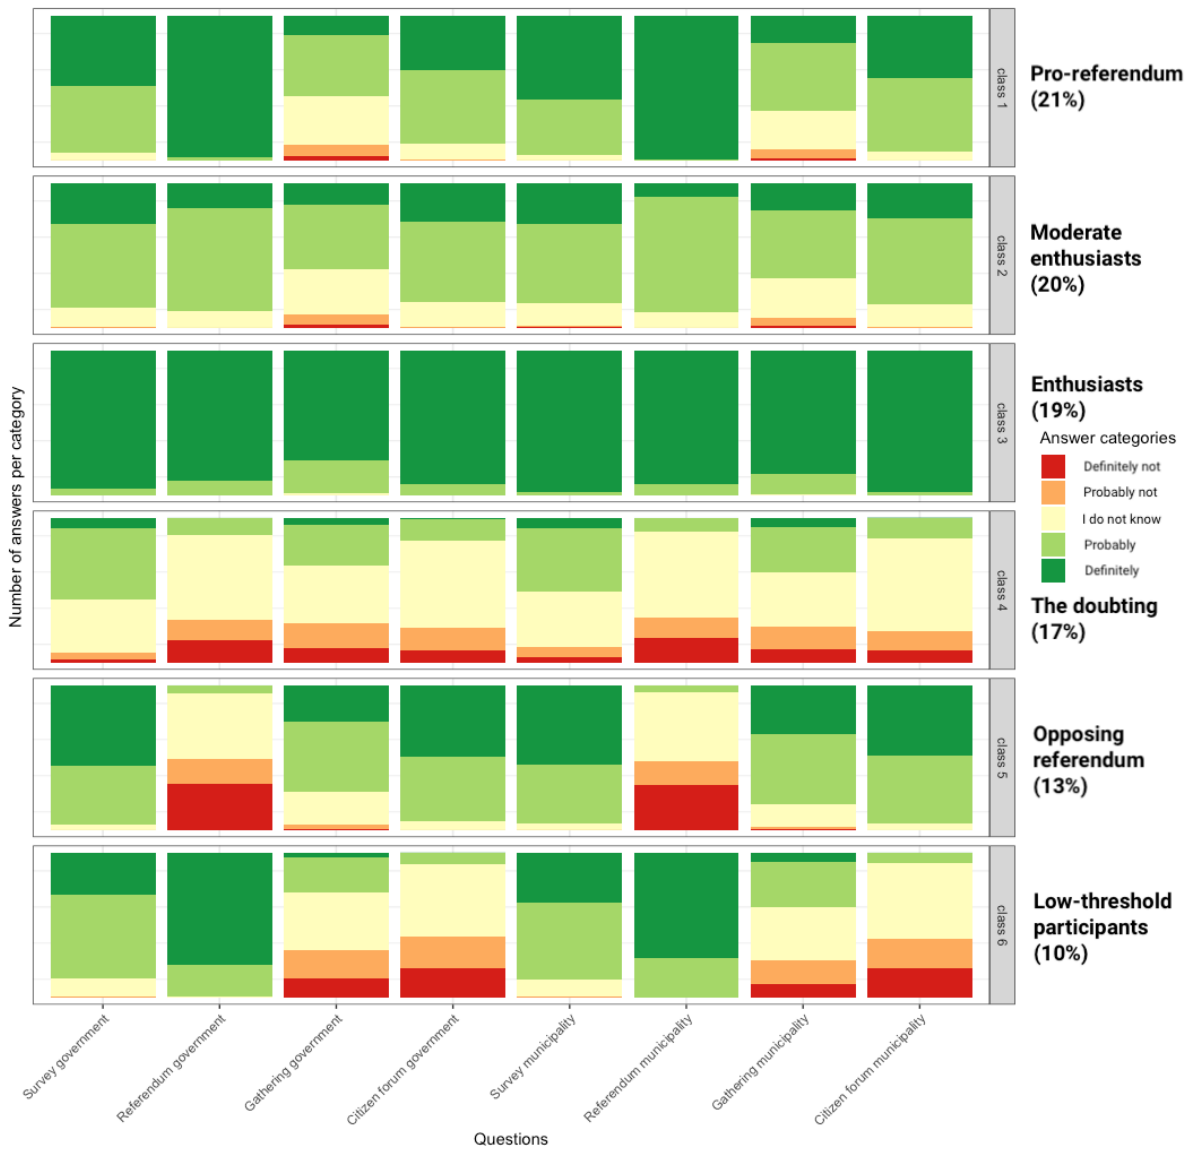 Number of answers per category
class 1
Pro-referendum
(21%)
class 2
Moderate
enthusiasts
(20%)
class 3
Enthusiasts
(19%)
Answer categories
Definitely not
Probably not
I do not know
Probably
Definitely
class 4
The doubting
(17%)
class 5
Opposing
referendum
(13%)
class 6
Low-threshold
participants
(10%)
Survey government
Referendum government
Gathering government
Citizen forum government
Survey municipality
Referendum municipality
Gathering municipality
Citizen forum municipality
Questions